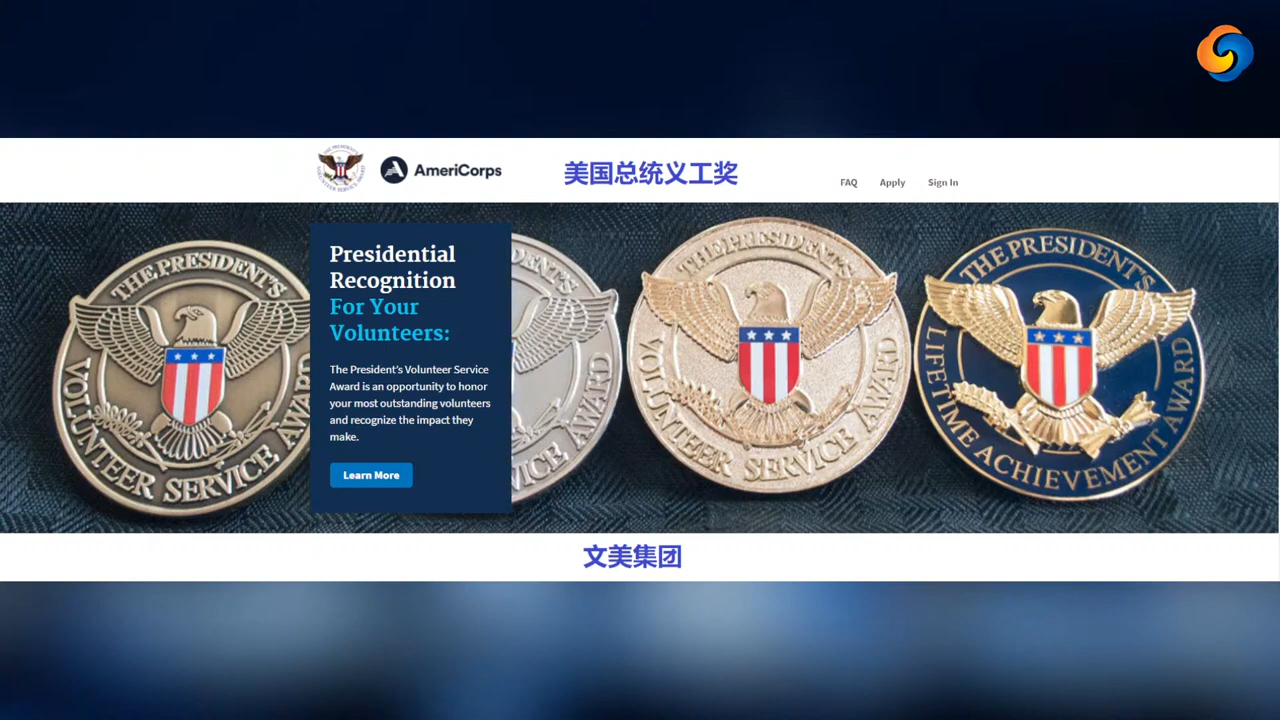 AmeriCorps
美国总统义工奖
FAQ Apply Sign In
Presidential
Recognition
For Your
Volunteers:
The President's Volunteer Service
Award is an opportunity to honor
your most outstanding volunteers
and recognize the impact they
make.
Learn More
THE PRESIDENT'S
VOLUNTEER SERVICE AWARD
DENT'S
ICE AWARD
THE PRESIDENT'S
VOLUNTEER SERVICE AWARD
THE PRESIDENT'S
LIFETIME ACHIEVEMENT AWARD
文美集团